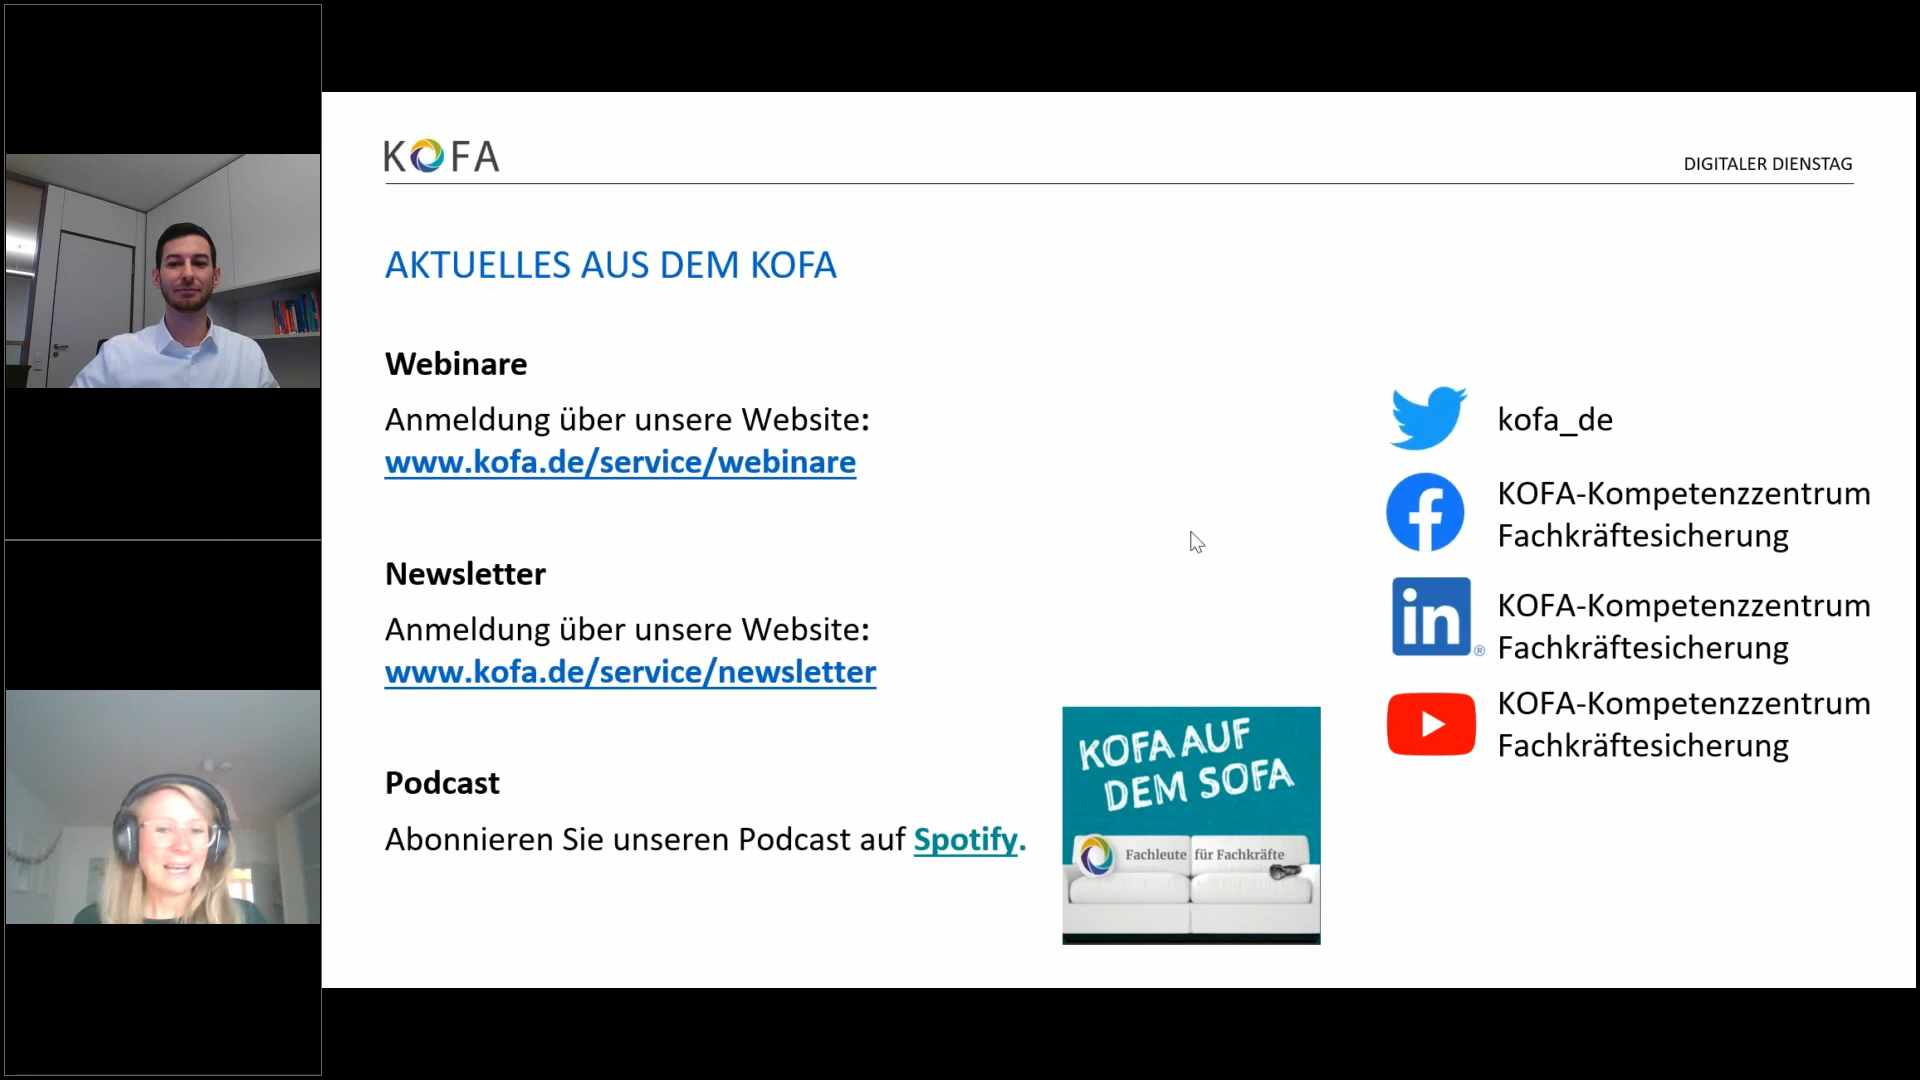 KOFA
DIGITALER DIENSTAG
AKTUELLES AUS DEM KOFA
Webinare
Anmeldung über unsere Website:
www.kofa.de/service/webinare
Newsletter
Anmeldung über unsere Website:
www.kofa.de/service/newsletter
Podcast
Abonnieren Sie unseren Podcast auf Spotify.
KOFA AUF
DEM SOFA
Fachleute für Fachkräfte
kofa_de
f
KOFA-Kompetenzzentrum
Fachkräftesicherung
in®
KOFA-Kompetenzzentrum
Fachkräftesicherung
KOFA-Kompetenzzentrum
Fachkräftesicherung